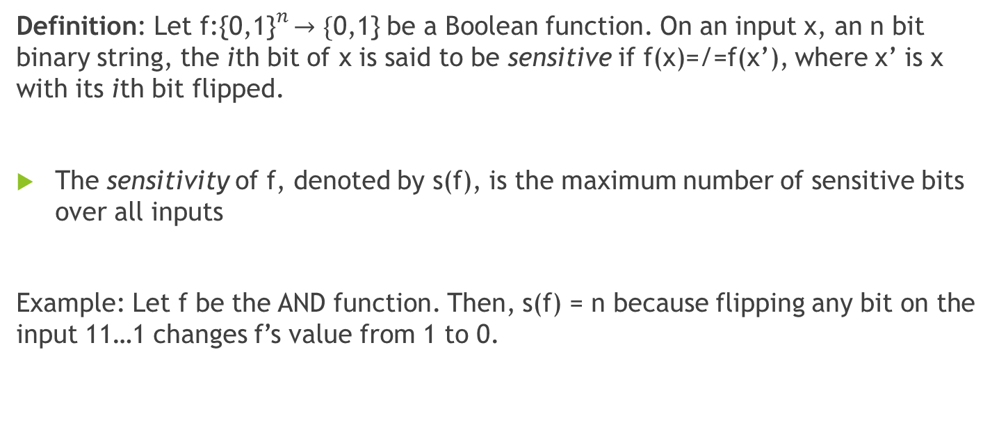 Definition: Let f:{0,1}ⁿ → {0,1} be a Boolean function. On an input x, an n bit
binary string, the ith bit of x is said to be sensitive if f(x)=/=f(x’), where x’ is x
with its ith bit flipped.
The sensitivity of f, denoted by s(f), is the maximum number of sensitive bits
over all inputs
Example: Let f be the AND function. Then, s(f) = n because flipping any bit on the
input 11…1 changes f’s value from 1 to 0.